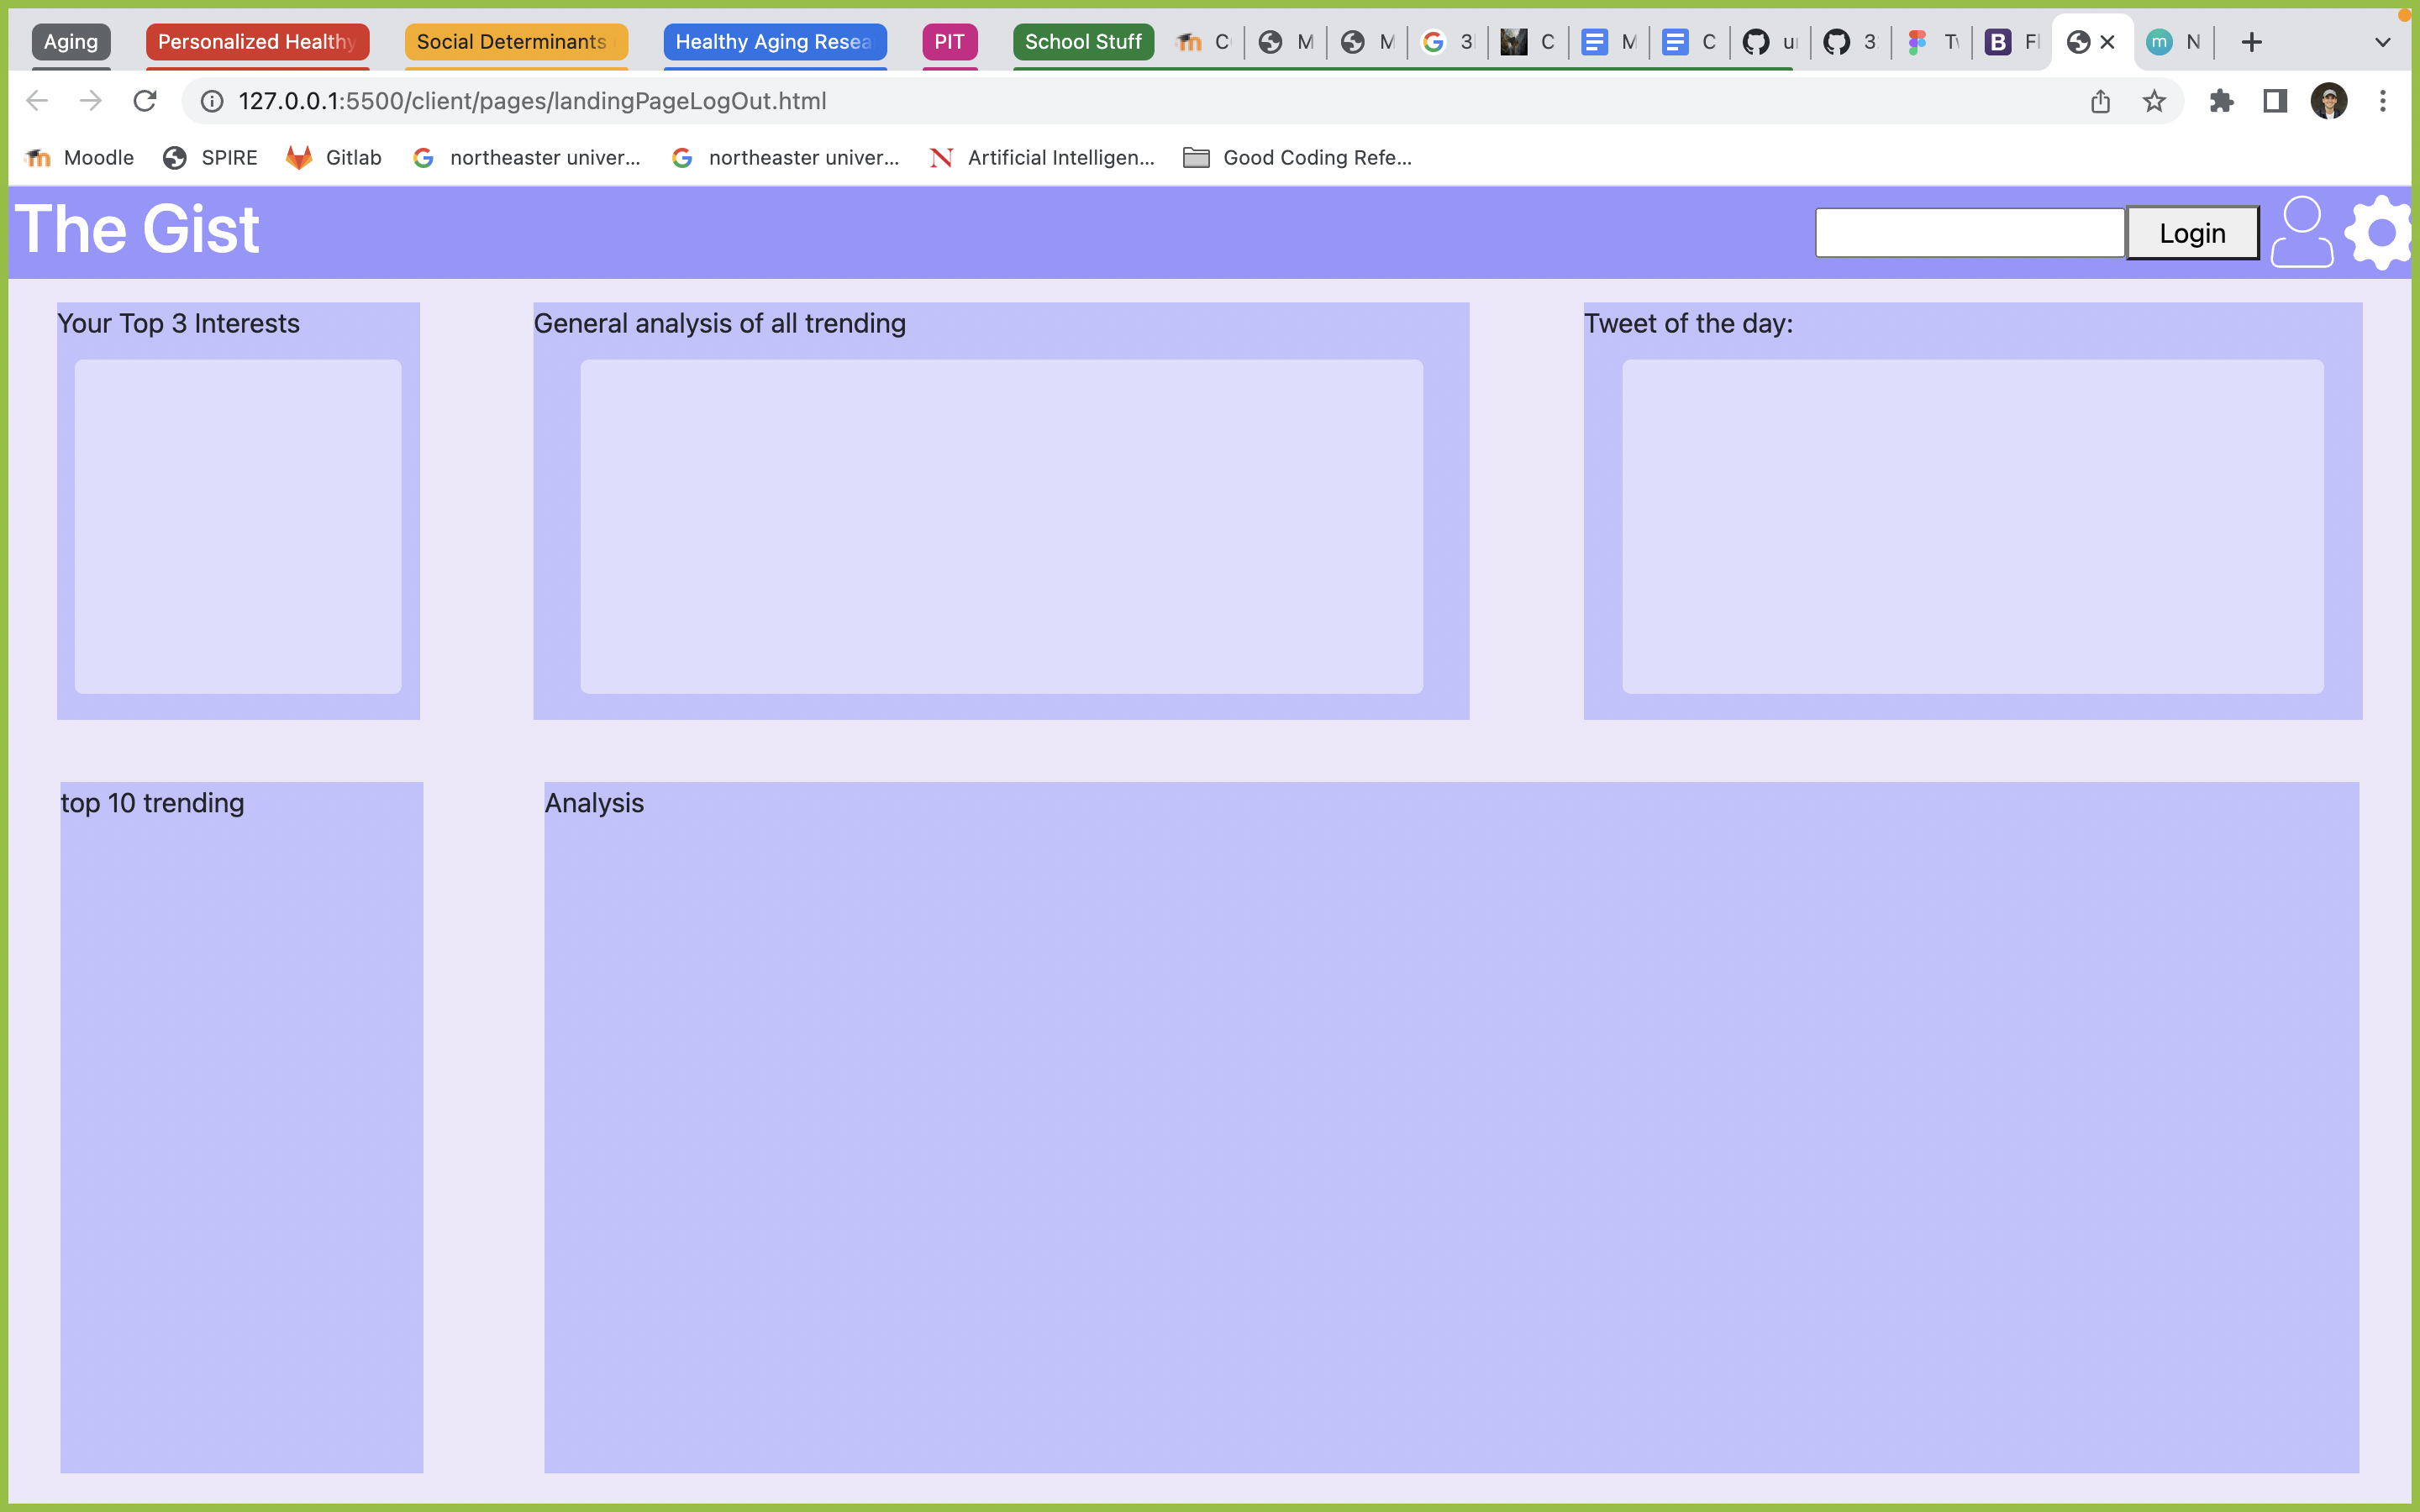 Aging Personalized Healthy Social Determinants Healthy Aging Resea PIT School Stuff C M M 3 C M C 3 m N
127.0.0.1:5500/client/pages/landingPageLogOut.html
Moodle SPIRE Gitlab northeaster univer... northeaster univer... Artificial Intelligen... Good Coding Refe...
The Gist Login
Your Top 3 Interests General analysis of all trending Tweet of the day:
top 10 trending Analysis